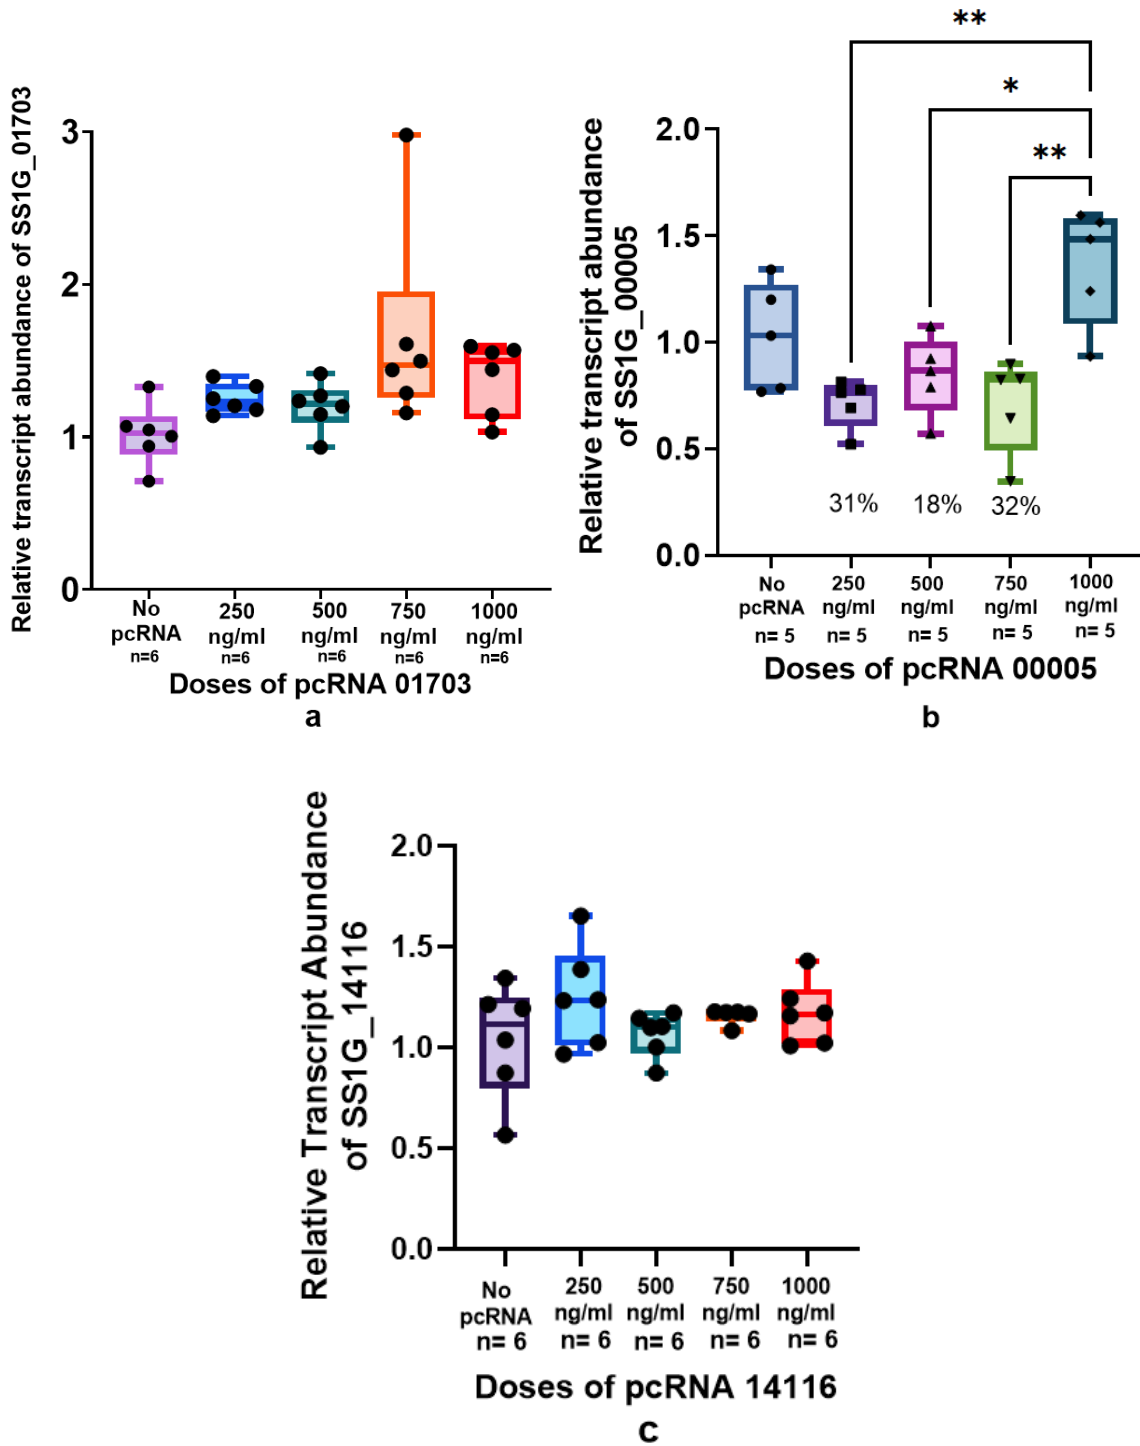 Relative transcript abundance of SS1G_01703
3
2
1
0
No pcRNA n=6
250 ng/ml n=6
500 ng/ml n=6
750 ng/ml n=6
1000 ng/ml n=6
Doses of pcRNA 01703
a
Relative transcript abundance
of SS1G_00005
2.0
1.5
1.0
0.5
0.0
**
*
**
31%
18%
32%
No pcRNA n= 5
250 ng/ml n= 5
500 ng/ml n= 5
750 ng/ml n= 5
1000 ng/ml n= 5
Doses of pcRNA 00005
b
Relative Transcript Abundance
of SS1G_14116
2.0
1.5
1.0
0.5
0.0
No pcRNA n= 6
250 ng/ml n= 6
500 ng/ml n= 6
750 ng/ml n= 6
1000 ng/ml n= 6
Doses of pcRNA 14116
c